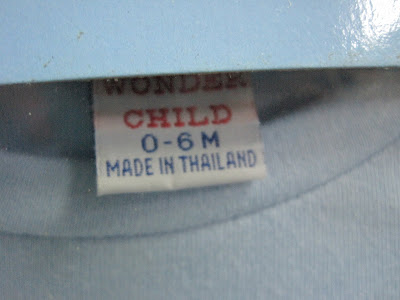 WONDER
CHILD
0-6 M
MADE IN THAILAND